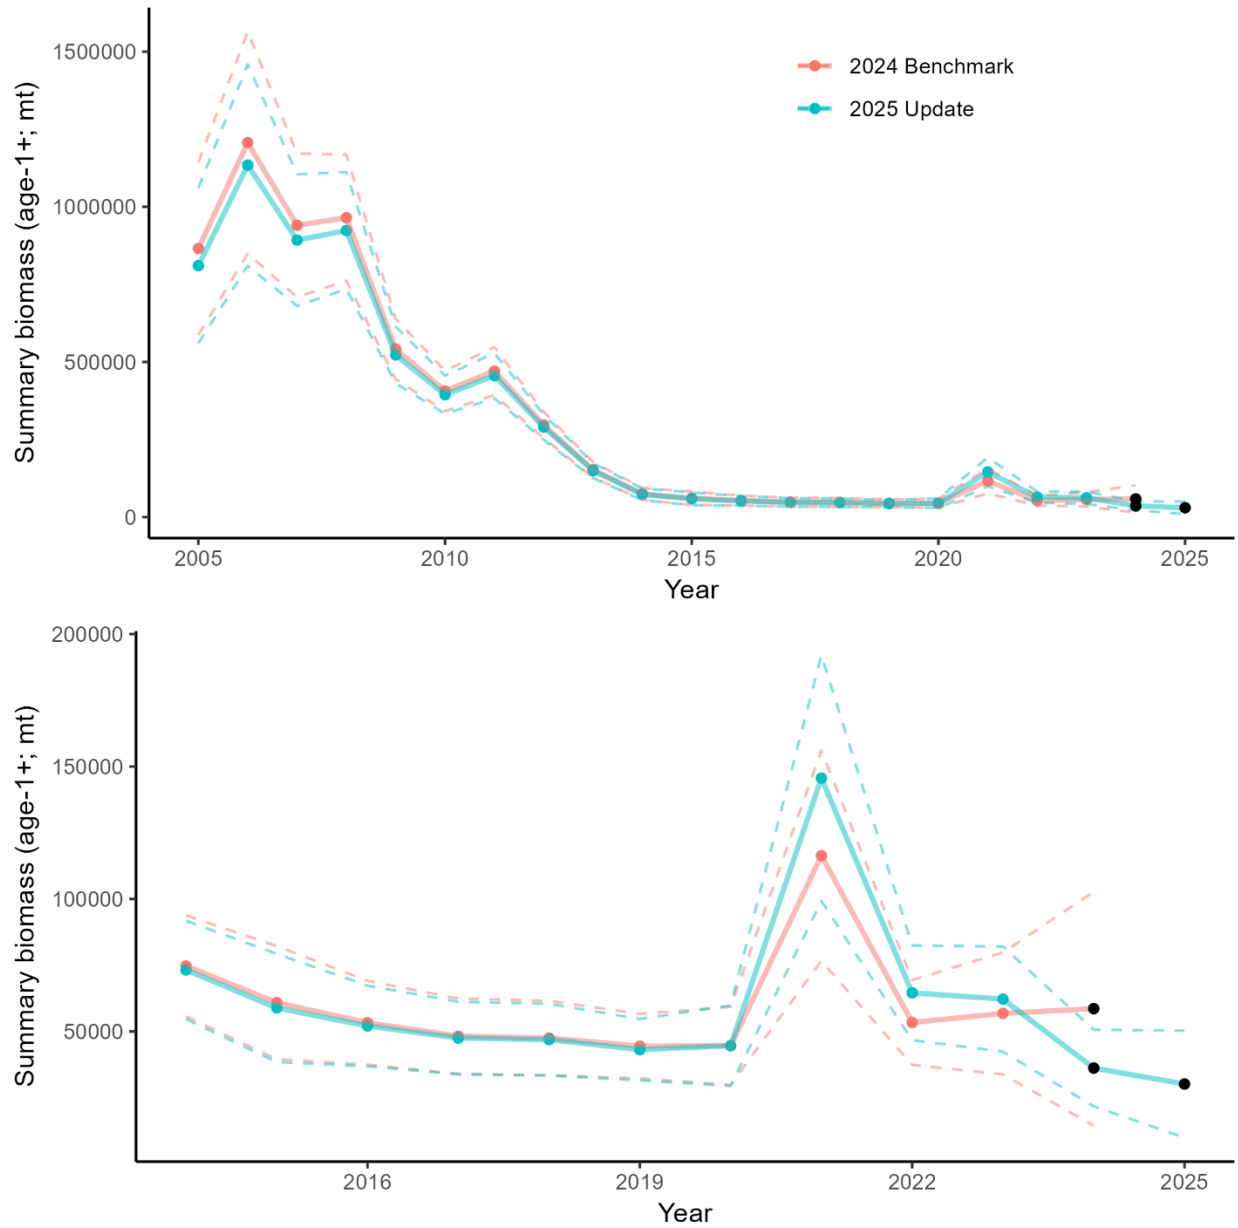 Summary biomass (age-1+; mt)
1500000
1000000
500000
0
2024 Benchmark
2025 Update
2005 2010 2015 2020 2025
Year
Summary biomass (age-1+; mt)
200000
150000
100000
50000
2016 2019 2022 2025
Year